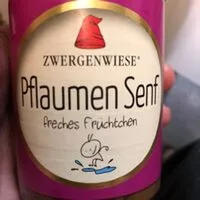 ZWERGENWIESE®
Pflaumen Senf
freches Früchtchen